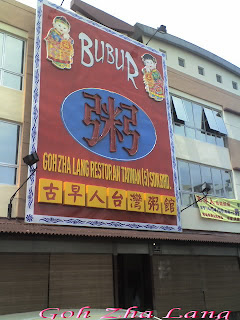 BUBUR
粥
GOH ZHA LANG RESTORAN TAIWAN (S) SDN.BHD.
古早人台灣粥館
Goh Zha Lang